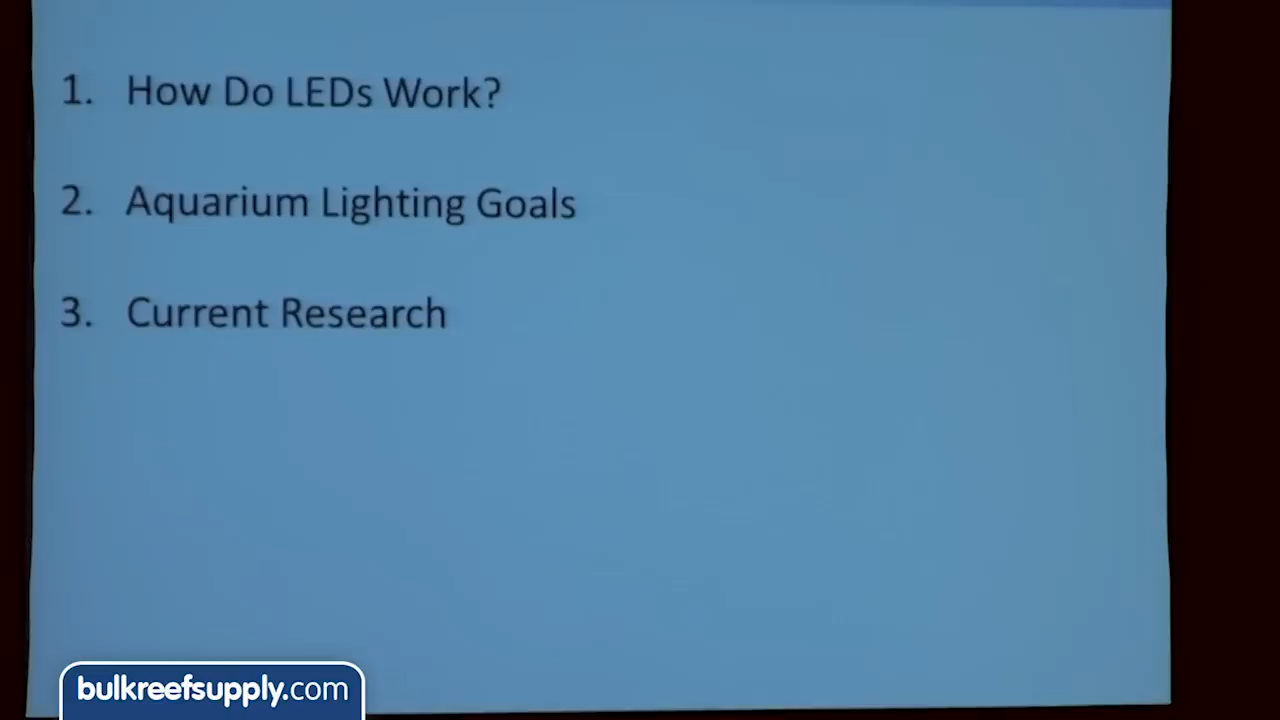 1. How Do LEDs Work?
2. Aquarium Lighting Goals
3. Current Research
bulkreefsupply.com